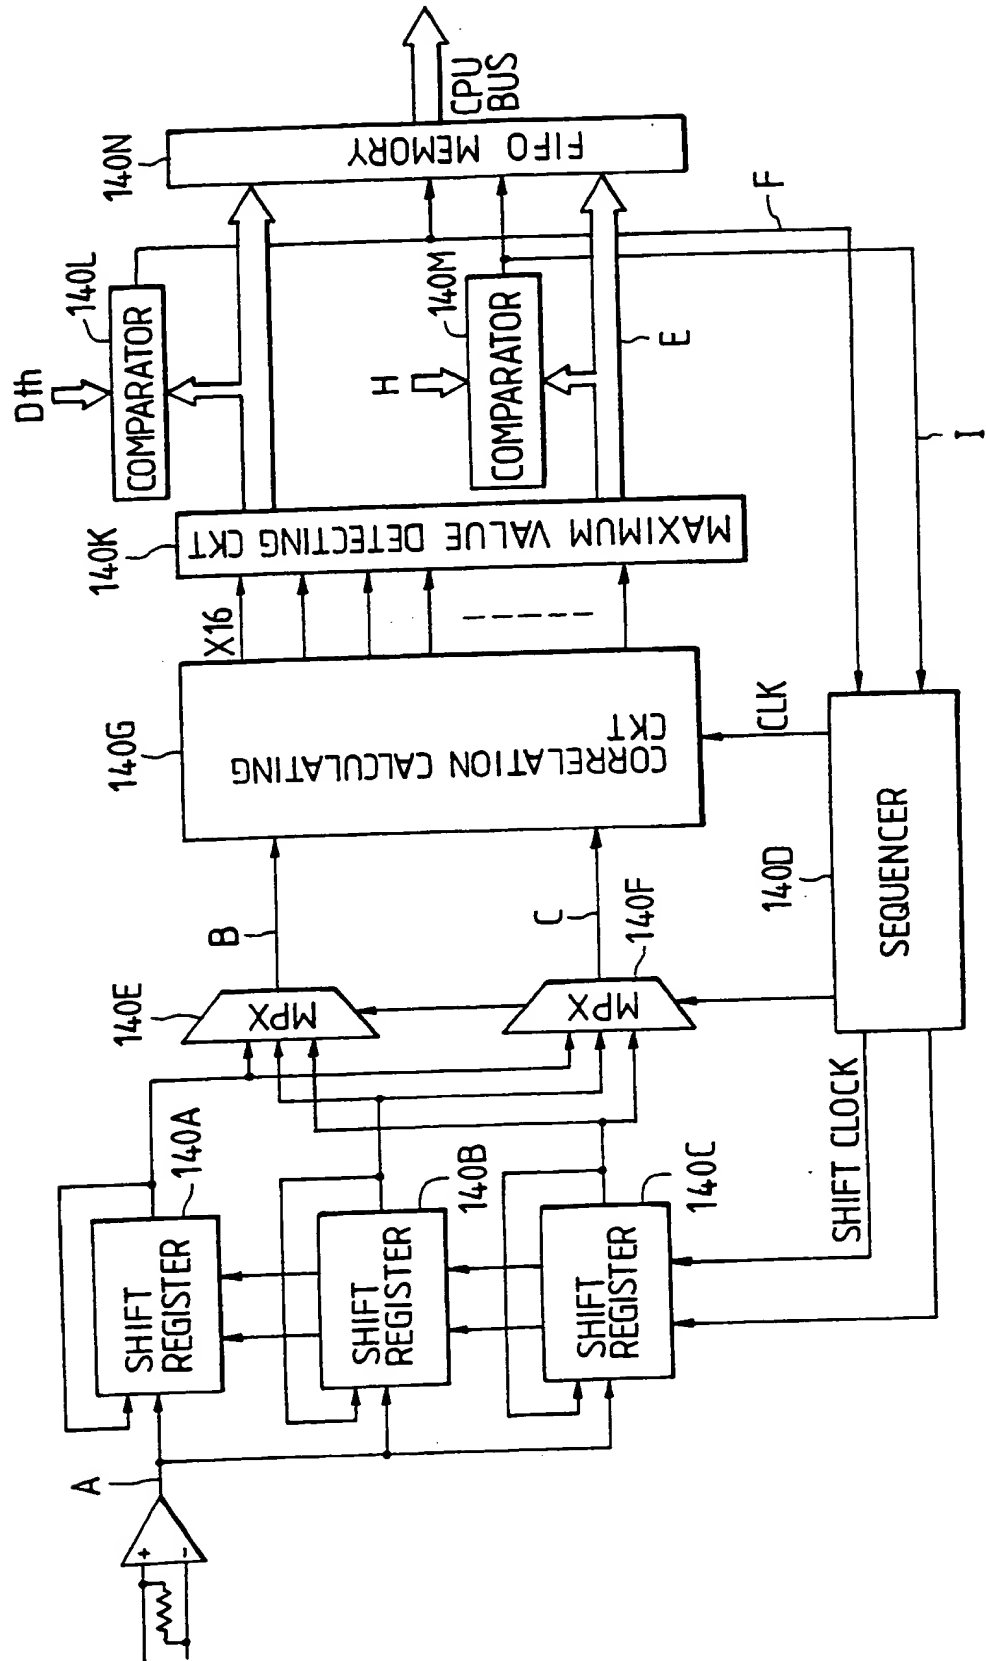 A
+
-
SHIFT
REGISTER
140A
SHIFT
REGISTER
140B
SHIFT
REGISTER
140C
SHIFT CLOCK
140E
MPX
B
MPX
140F
C
140D
SEQUENCER
CLK
140G
CORRELATION CALCULATING
CKT
X16
140K
MAXIMUM VALUE DETECTING CKT
Dth
COMPARATOR
140L
H
COMPARATOR
140M
E
F
I
140N
FIFO MEMORY
CPU
BUS